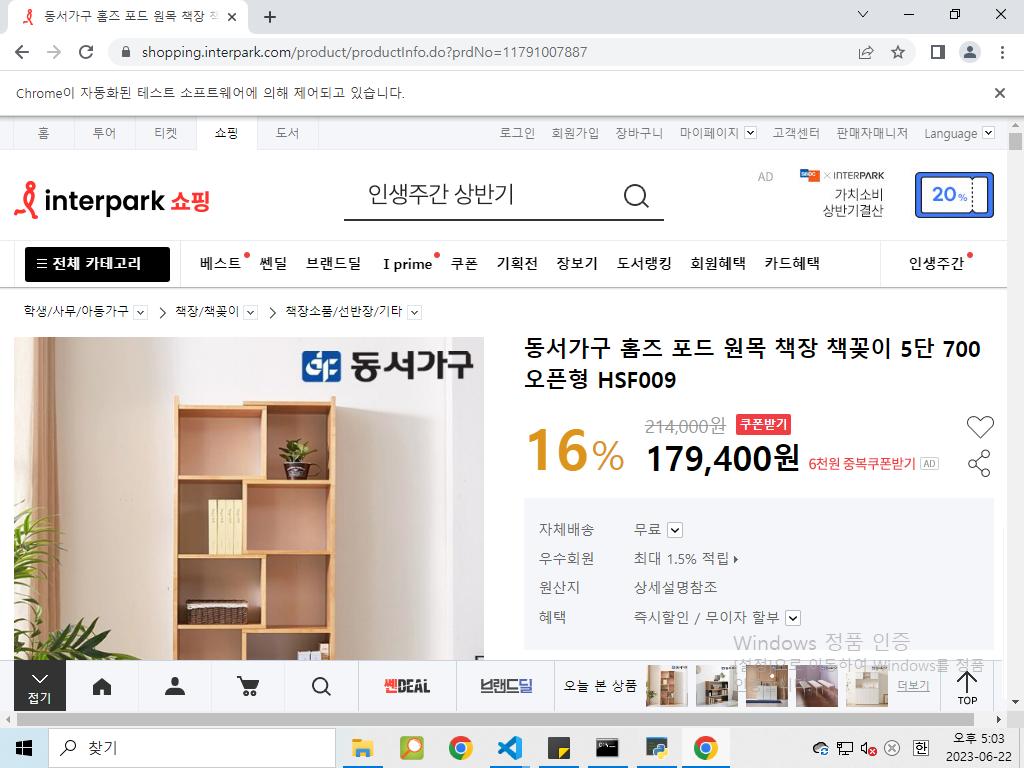 동서가구 홈즈 포드 원목 책장 책
shopping.interpark.com/product/productInfo.do?prdNo=11791007887
Chrome이 자동화된 테스트 소프트웨어에 의해 제어되고 있습니다.
홈 투어 티켓 쇼핑 도서 로그인 회원가입 장바구니 마이페이지 고객센터 판매자매니저 Language
interpark 쇼핑
인생주간 상반기
AD
× INTERPARK
가치소비
상반기결산
20%
전체 카테고리 베스트 쎈딜 브랜드딜 I prime 쿠폰 기획전 장보기 도서랭킹 회원혜택 카드혜택 인생주간
학생/사무/아동가구 책장/책꽂이 책장소품/선반장/기타
동서가구
동서가구 홈즈 포드 원목 책장 책꽂이 5단 700
오픈형 HSF009
16%
214,000원 쿠폰받기
179,400원 6천원 중복쿠폰받기 AD
자체배송 무료
우수회원 최대 1.5% 적립
원산지 상세설명참조
혜택 즉시할인 / 무이자 할부
Windows 정품 인증
[설정]으로 이동하여 Windows를 정품
접기
쎈DEAL
브랜드딜
오늘 본 상품
더보기
TOP
찾기
한
오후 5:03
2023-06-22